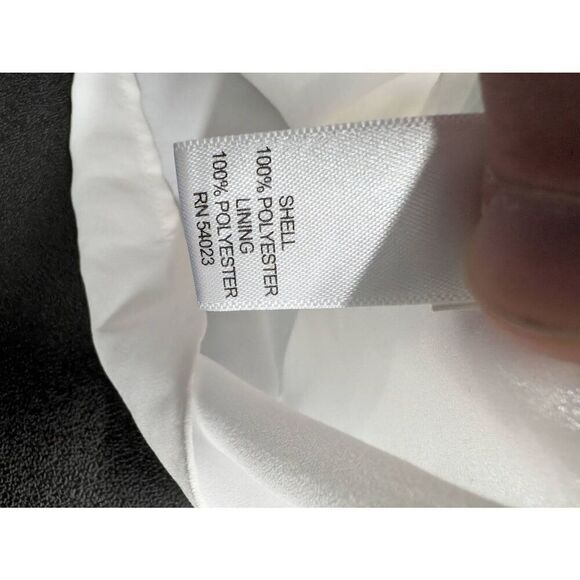 SHELL
100% POLYESTER
LINING
100% POLYESTER
RN 54023